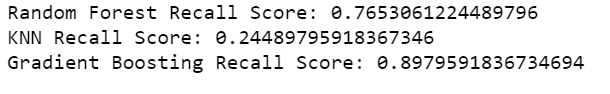 Random Forest Recall Score: 0.7653061224489796
KNN Recall Score: 0.24489795918367346
Gradient Boosting Recall Score: 0.8979591836734694